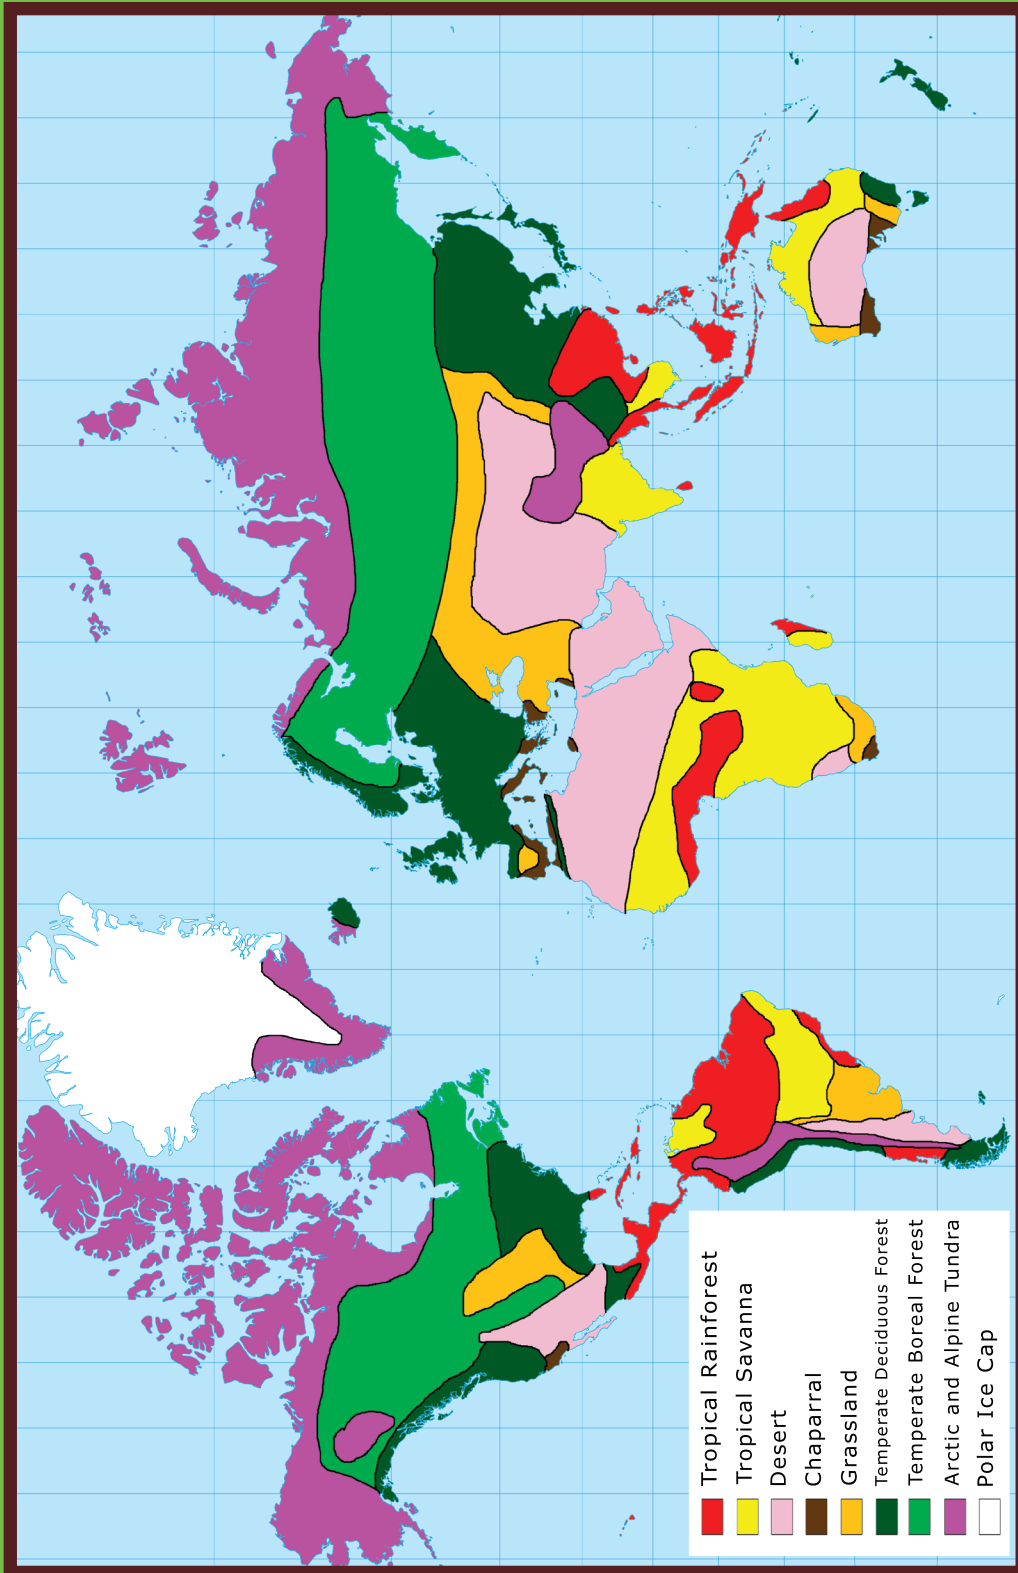 Tropical Rainforest
Tropical Savanna
Desert
Chaparral
Grassland
Temperate Deciduous Forest
Temperate Boreal Forest
Arctic and Alpine Tundra
Polar Ice Cap